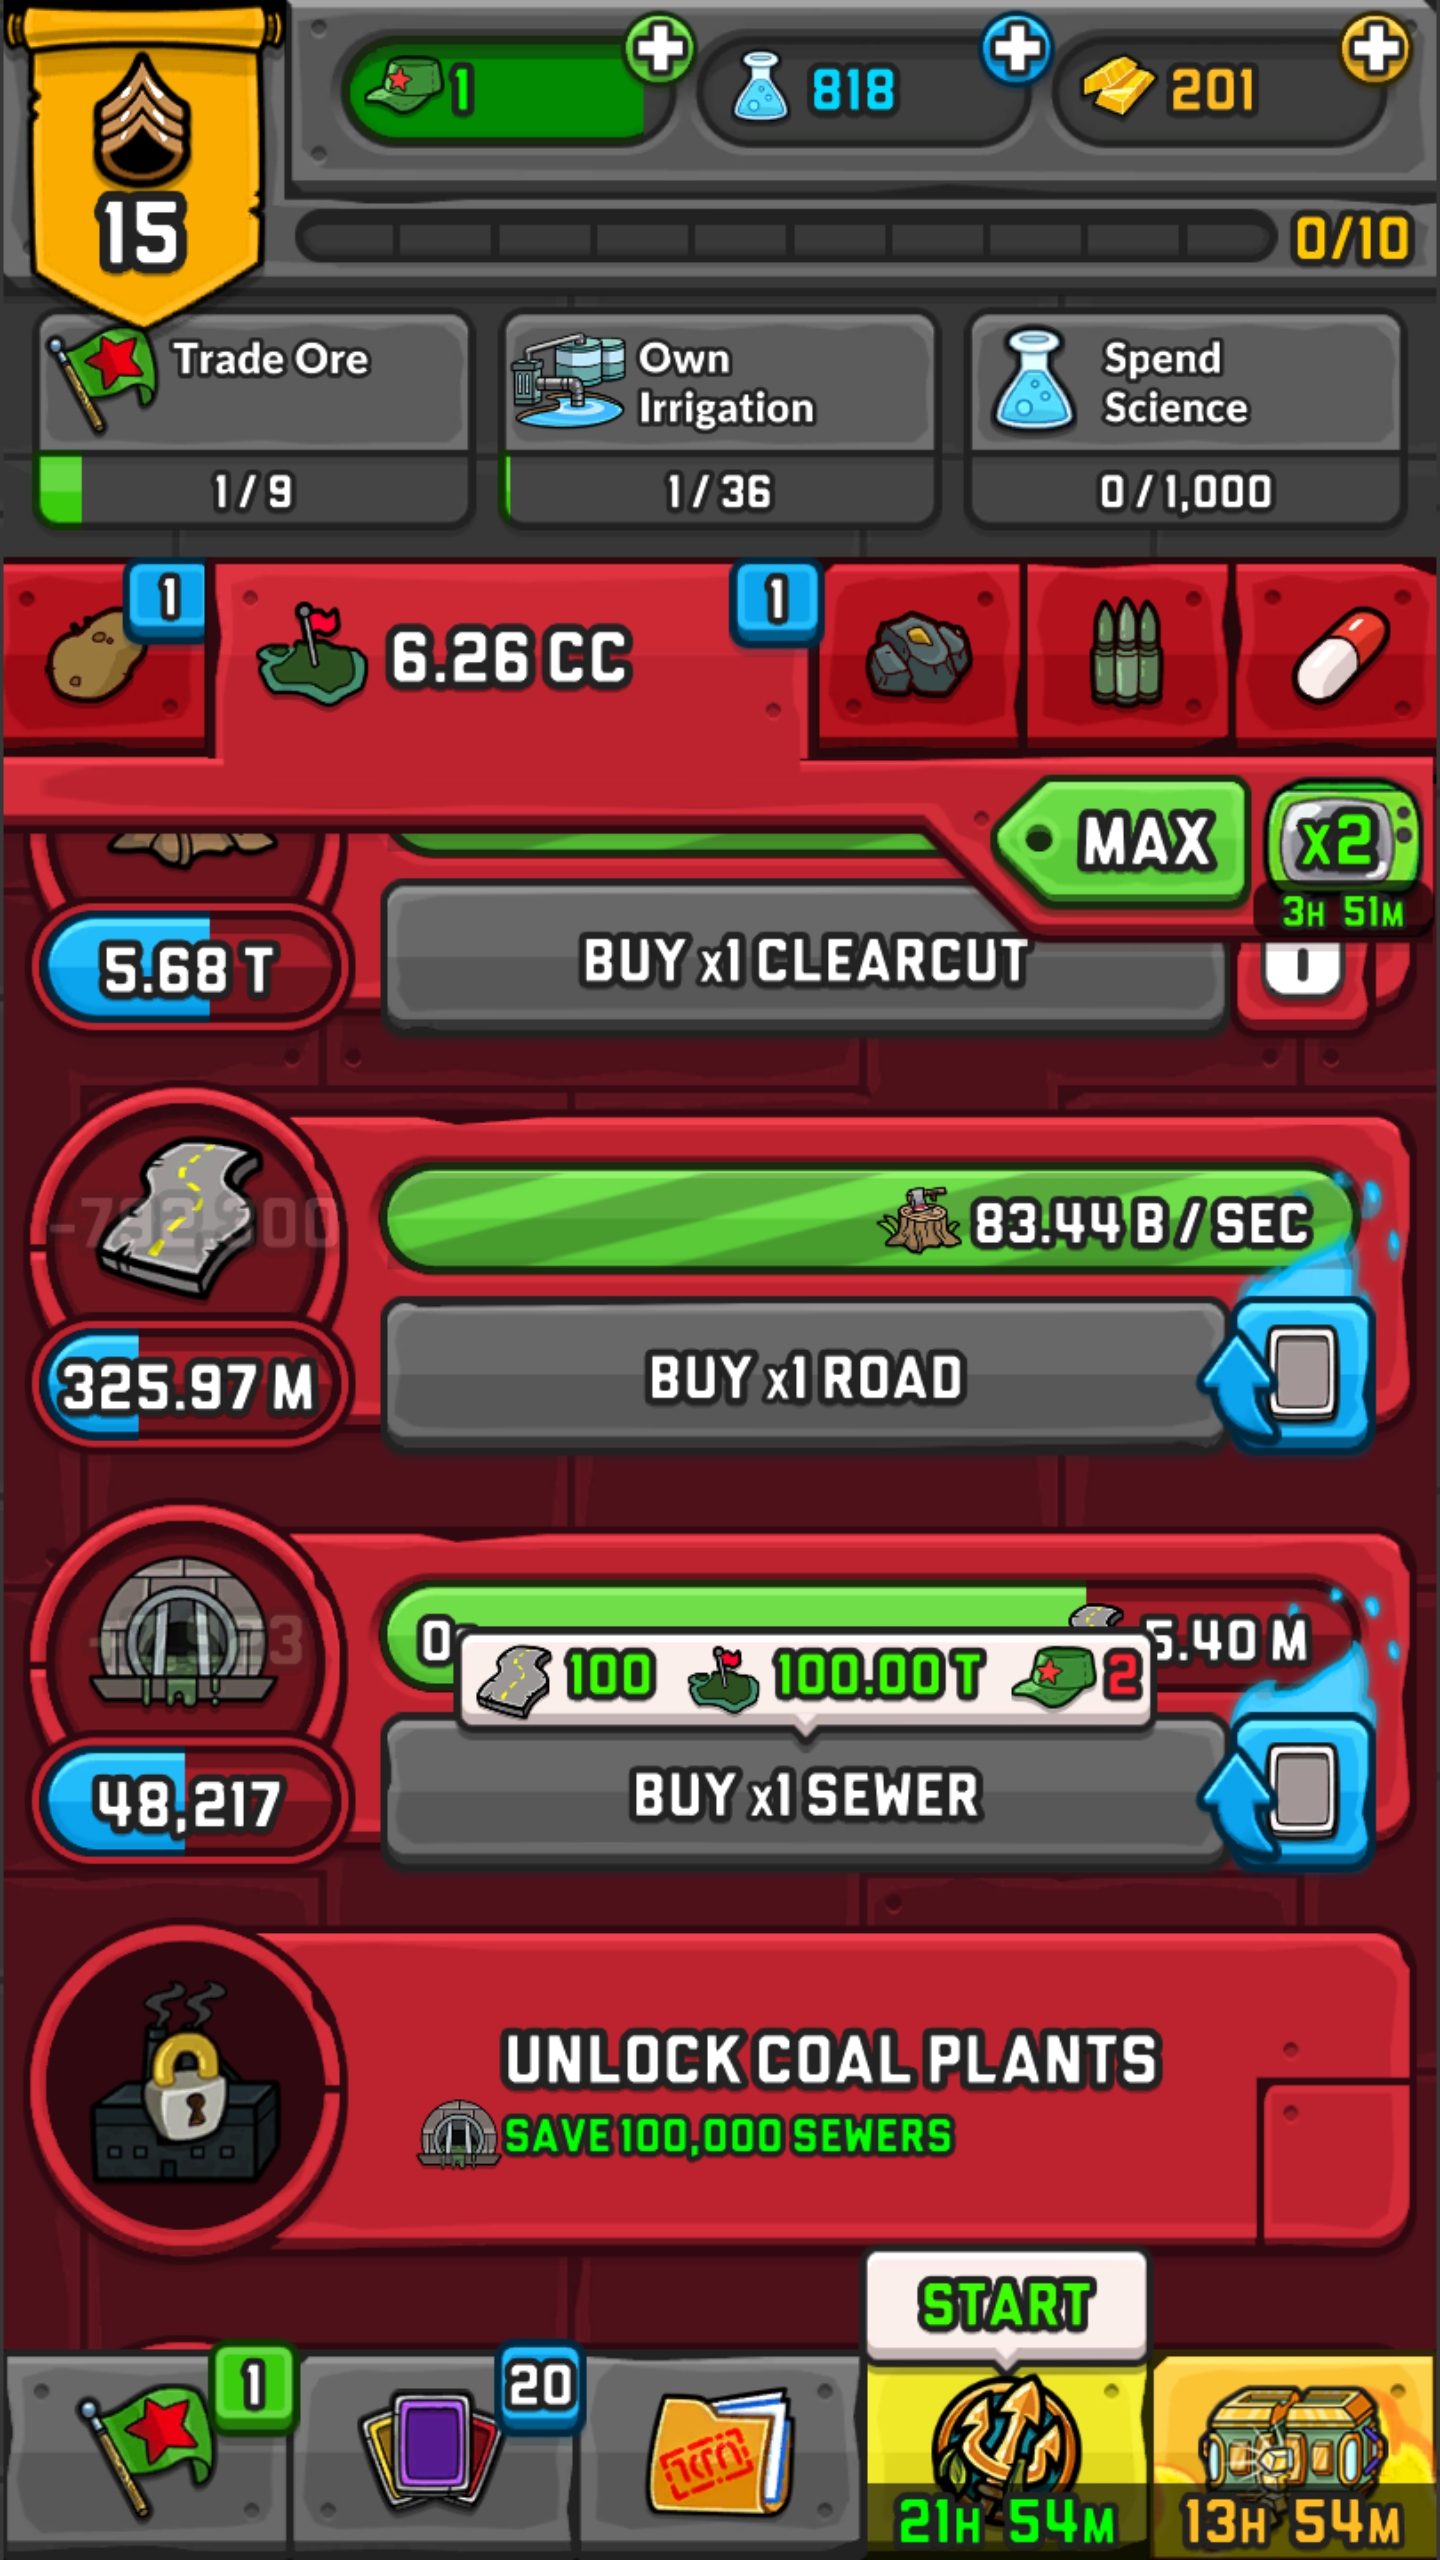 1
818
201
15
0/10
Trade Ore
Own
Irrigation
Spend
Science
1/9
1/36
0/1,000
1
6.26 CC
1
MAX
x2
3H 51M
5.68 T
BUY x1 CLEARCUT
83.44 B / SEC
325.97 M
BUY x1 ROAD
5.40 M
100
100.00 T
2
48,217
BUY x1 SEWER
UNLOCK COAL PLANTS
SAVE 100,000 SEWERS
START
1
20
21H 54M
13H 54M